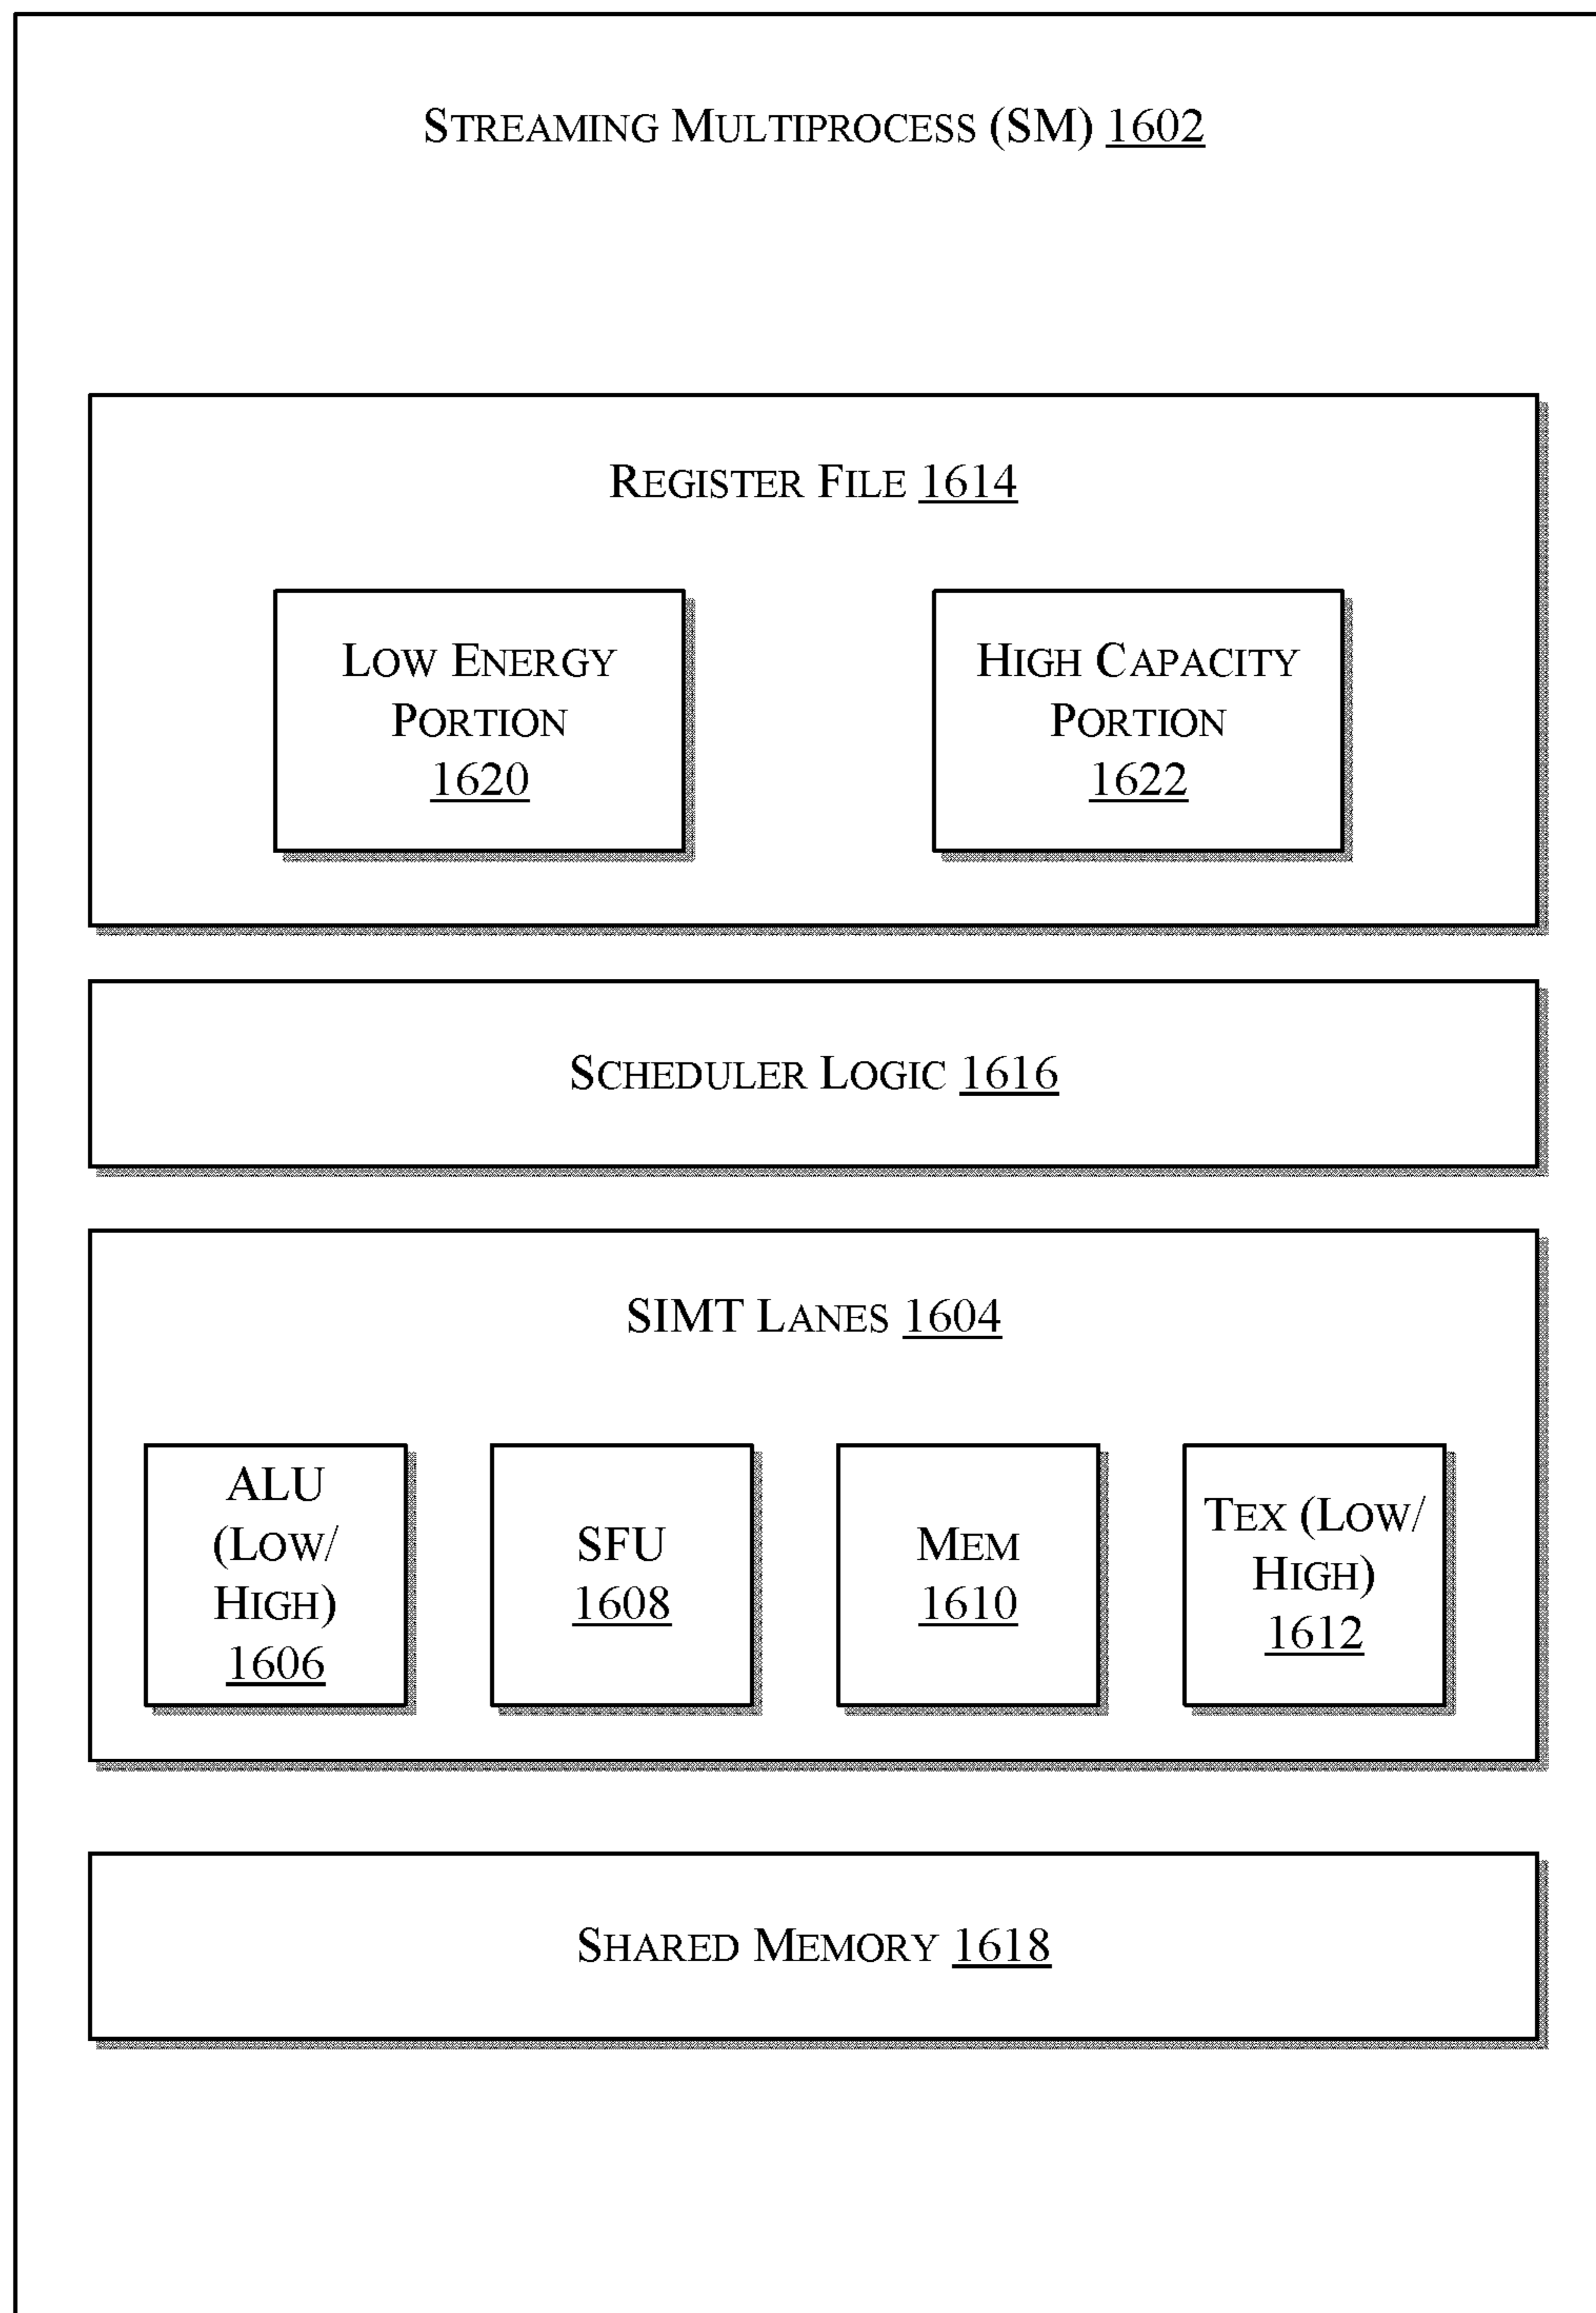 STREAMING MULTIPROCESS (SM) 1602
REGISTER FILE 1614
LOW ENERGY
PORTION
1620
HIGH CAPACITY
PORTION
1622
SCHEDULER LOGIC 1616
SIMT LANES 1604
ALU
(LOW/
HIGH)
1606
SFU
1608
MEM
1610
TEX (LOW/
HIGH)
1612
SHARED MEMORY 1618